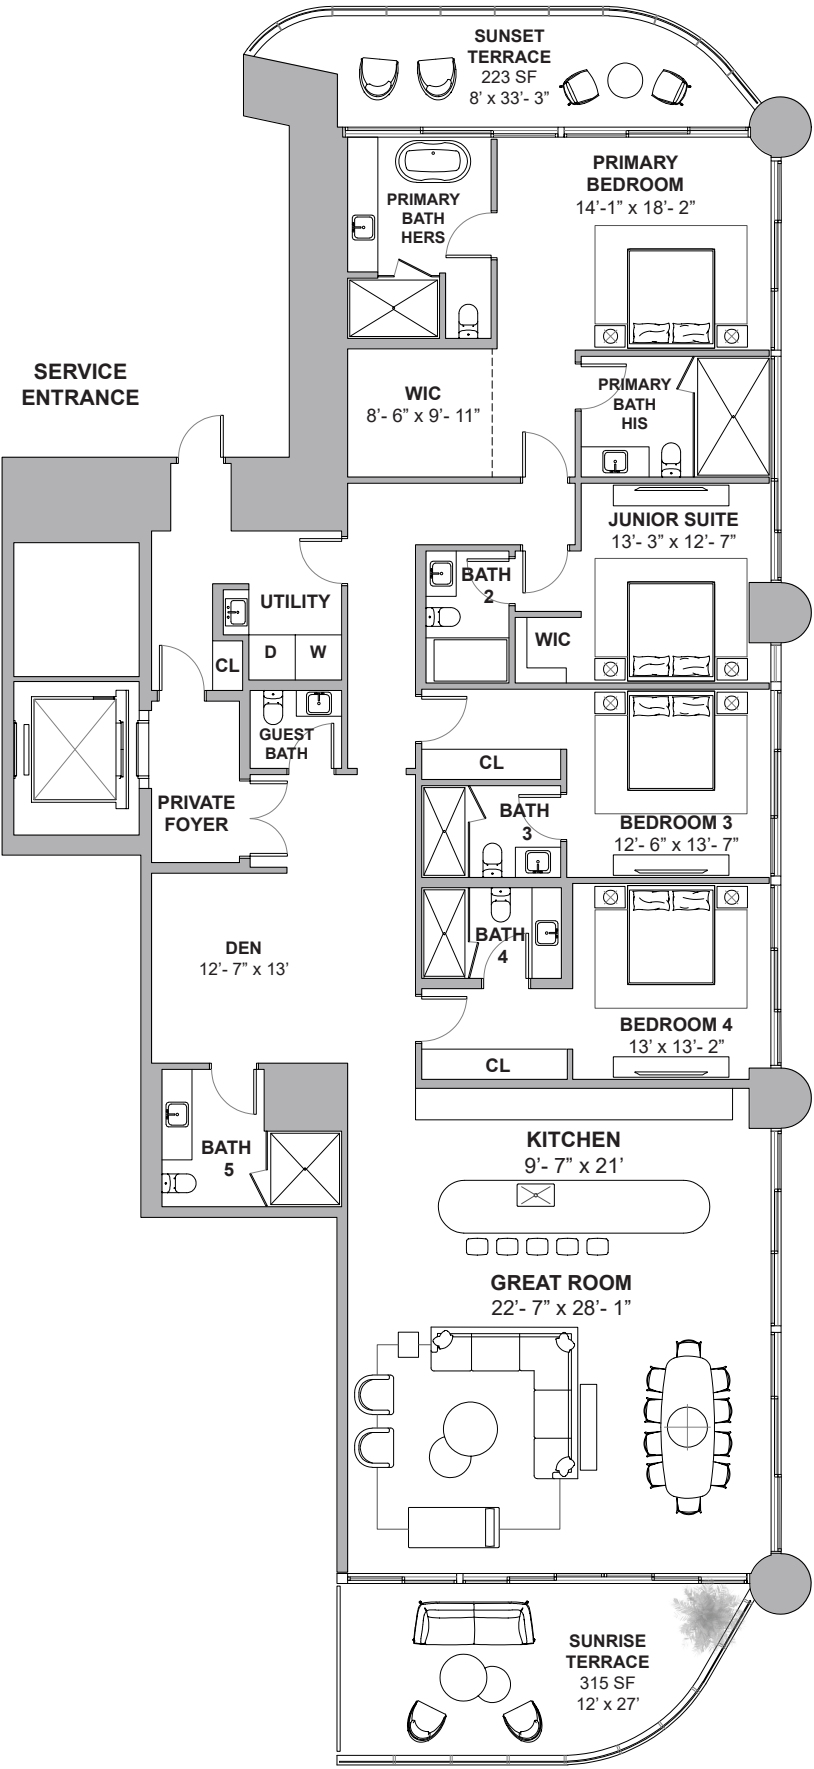 SUNSET
TERRACE
223 SF
8’ x 33’- 3”
PRIMARY
BEDROOM
14’-1” x 18’- 2”
PRIMARY
BATH
HERS
SERVICE
ENTRANCE
WIC
8’- 6” x 9’- 11”
PRIMARY
BATH
HIS
JUNIOR SUITE
13’- 3” x 12’- 7”
BATH
2
UTILITY
WIC
CL
D
W
GUEST
BATH
CL
PRIVATE
FOYER
BATH
3
BEDROOM 3
12’- 6” x 13’- 7”
DEN
12’- 7” x 13’
BATH
4
BEDROOM 4
13’ x 13’- 2”
CL
BATH
5
KITCHEN
9’- 7” x 21’
GREAT ROOM
22’- 7” x 28’- 1”
SUNRISE
TERRACE
315 SF
12’ x 27’